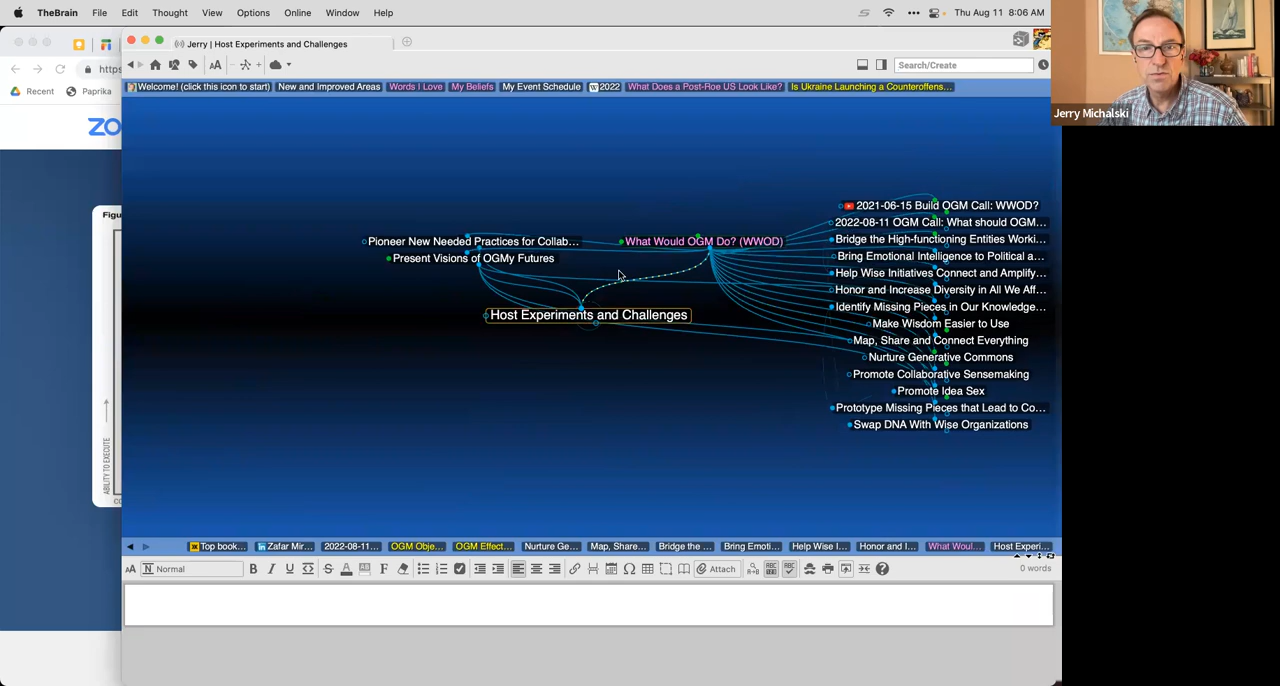 TheBrain File Edit Thought View Options Online Window Help Thu Aug 11 8:06 AM
Jerry | Host Experiments and Challenges
https
Search/Create
Recent Paprika
Welcome! (click this icon to start) New and Improved Areas Words I Love My Beliefs My Event Schedule 2022 What Does a Post-Roe US Look Like? Is Ukraine Launching a Counteroffens...
Jerry Michalski
ZO
2021-06-15 Build OGM Call: WWOD?
2022-08-11 OGM Call: What should OGM...
Pioneer New Needed Practices for Collab...
What Would OGM Do? (WWOD)
Bridge the High-functioning Entities Worki...
Present Visions of OGMy Futures
Bring Emotional Intelligence to Political a...
Help Wise Initiatives Connect and Amplify...
Honor and Increase Diversity in All We Aff...
Identify Missing Pieces in Our Knowledge...
Host Experiments and Challenges
Make Wisdom Easier to Use
Map, Share and Connect Everything
Nurture Generative Commons
Promote Collaborative Sensemaking
Promote Idea Sex
Prototype Missing Pieces that Lead to Co...
Swap DNA With Wise Organizations
Figu
ABILITY TO EXECUTE
CO
Top book... Zafar Mir... 2022-08-11... OGM Obje... OGM Effect... Nurture Ge... Map, Share... Bridge the ... Bring Emoti... Help Wise I... Honor and I... What Woul... Host Experi...
Normal
Attach
0 words